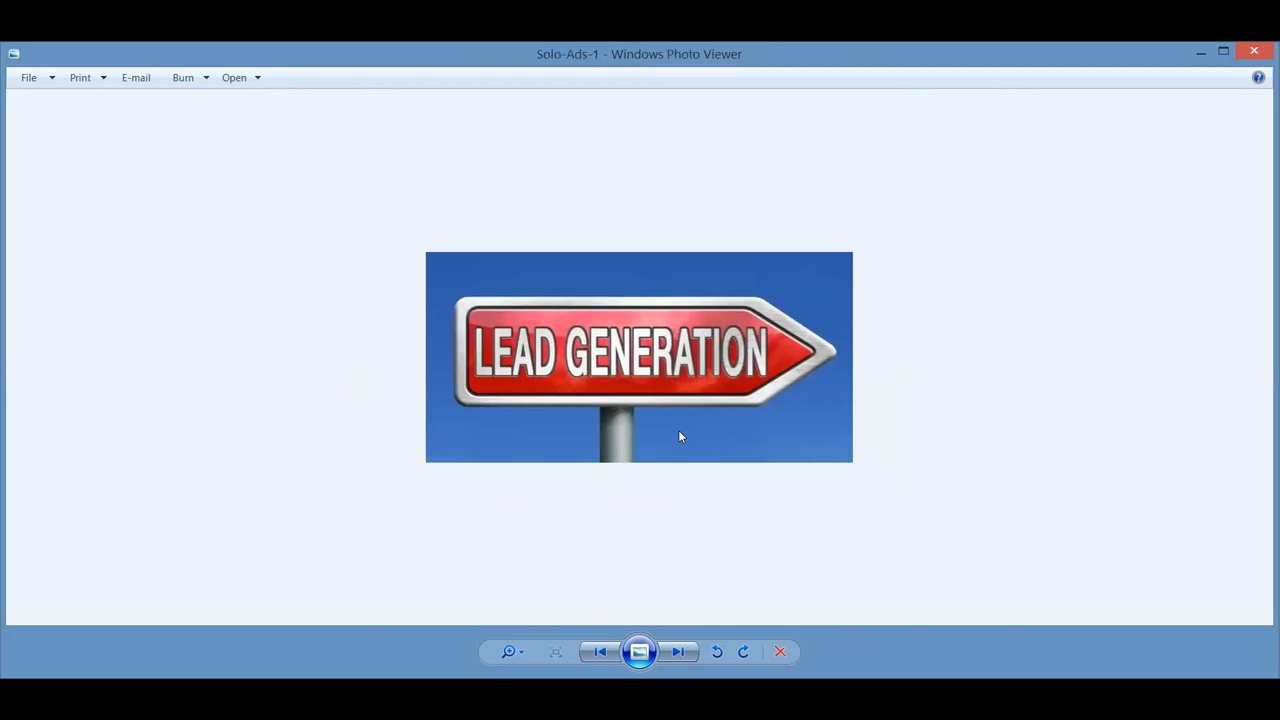 Solo-Ads-1 - Windows Photo Viewer
File Print E-mail Burn Open
LEAD GENERATION